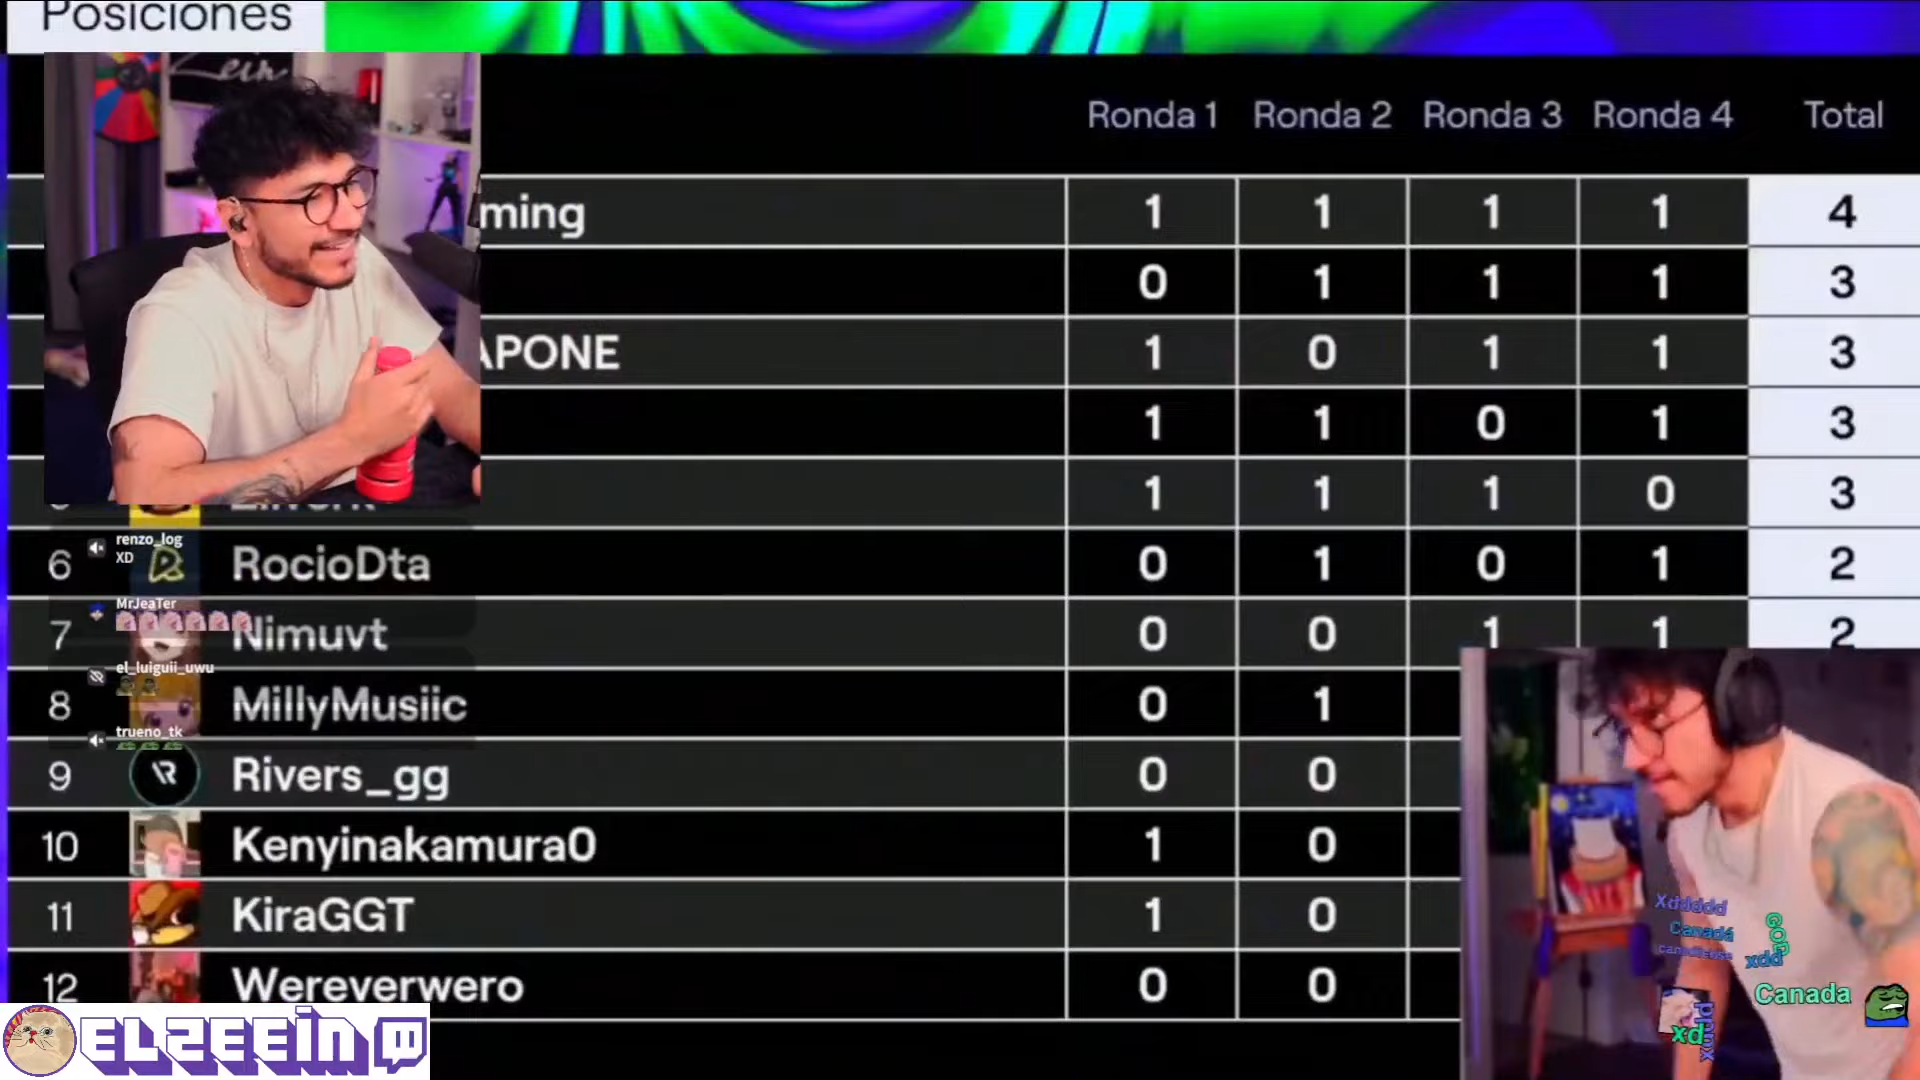 Posiciones
Zein
Ronda 1 Ronda 2 Ronda 3 Ronda 4 Total
ming 1 1 1 1 4
0 1 1 1 3
APONE 1 0 1 1 3
1 1 0 1 3
1 1 1 0 3
6 RocioDta 0 1 0 1 2
7 Nimuvt 0 0 1 1 2
8 MillyMusiic 0 1
9 Rivers_gg 0 0
10 Kenyinakamura0 1 0
11 KiraGGT 1 0
12 Wereverwero 0 0
renzo_log
XD
MrJeaTer
el_luiguii_uwu
trueno_tk
Xddddd
Canadá
GOD
xdd
Canada
xd
ELZEEIN